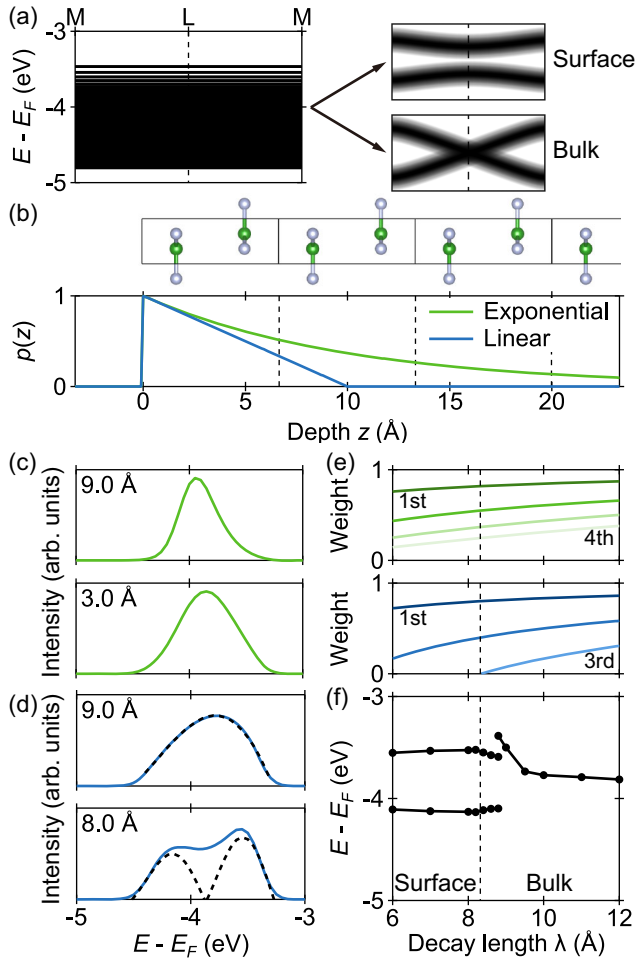 (a)
M L M
-3
-4
-5
E - E_F (eV)
Surface
Bulk
(b)
1
0
p(z)
Exponential
Linear
0 5 10 15 20
Depth z (Å)
(c)
9.0 Å
3.0 Å
Intensity (arb. units)
(d)
9.0 Å
8.0 Å
Intensity (arb. units)
-5 -4 -3
E - E_F (eV)
(e)
1
0
Weight
1st
4th
1
0
Weight
1st
3rd
(f)
-3
-4
-5
E - E_F (eV)
Surface Bulk
6 8 10 12
Decay length λ (Å)